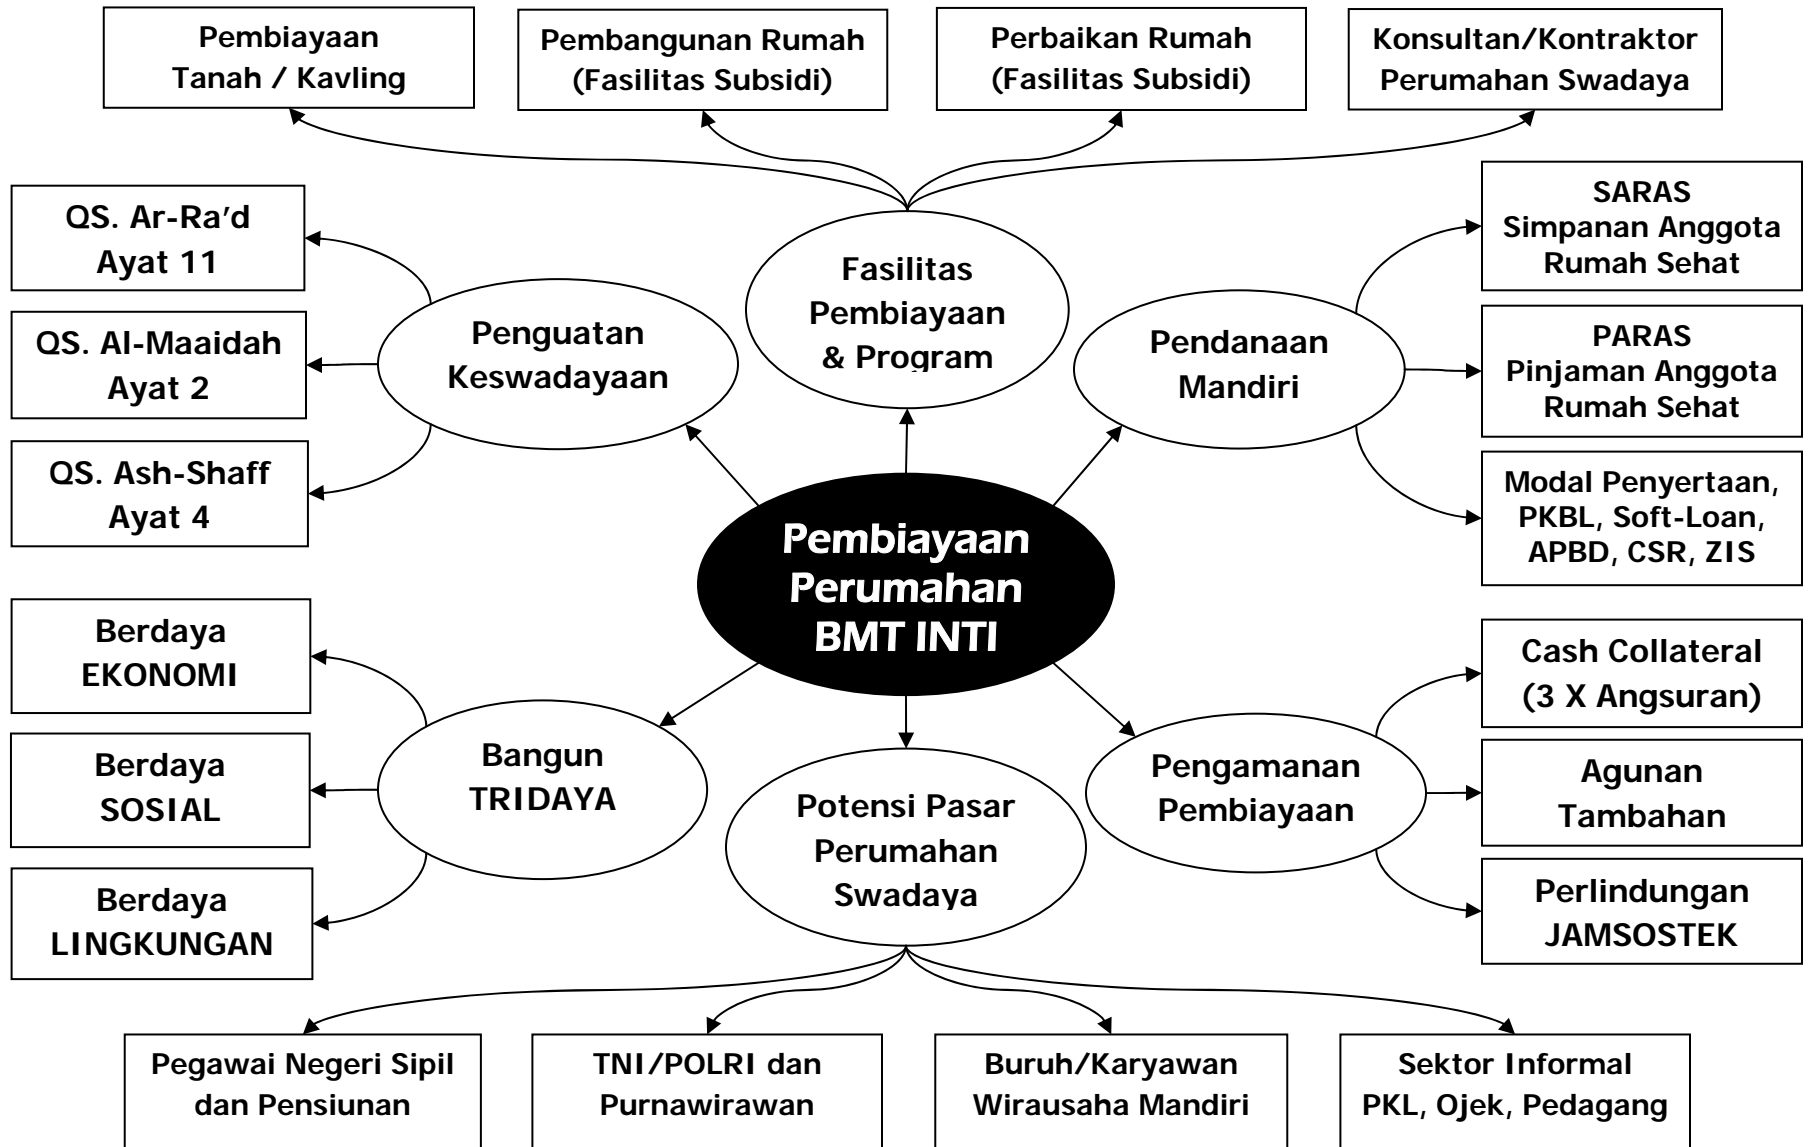 Pembiayaan
Tanah / Kavling
Pembangunan Rumah
(Fasilitas Subsidi)
Perbaikan Rumah
(Fasilitas Subsidi)
Konsultan/Kontraktor
Perumahan Swadaya
QS. Ar-Ra’d
Ayat 11
QS. Al-Maaidah
Ayat 2
QS. Ash-Shaff
Ayat 4
Penguatan
Keswadayaan
Fasilitas
Pembiayaan
& Program
Pendanaan
Mandiri
SARAS
Simpanan Anggota
Rumah Sehat
PARAS
Pinjaman Anggota
Rumah Sehat
Modal Penyertaan,
PKBL, Soft-Loan,
APBD, CSR, ZIS
Pembiayaan
Perumahan
BMT INTI
Berdaya
EKONOMI
Berdaya
SOSIAL
Berdaya
LINGKUNGAN
Bangun
TRIDAYA
Potensi Pasar
Perumahan
Swadaya
Pengamanan
Pembiayaan
Cash Collateral
(3 X Angsuran)
Agunan
Tambahan
Perlindungan
JAMSOSTEK
Pegawai Negeri Sipil
dan Pensiunan
TNI/POLRI dan
Purnawirawan
Buruh/Karyawan
Wirausaha Mandiri
Sektor Informal
PKL, Ojek, Pedagang